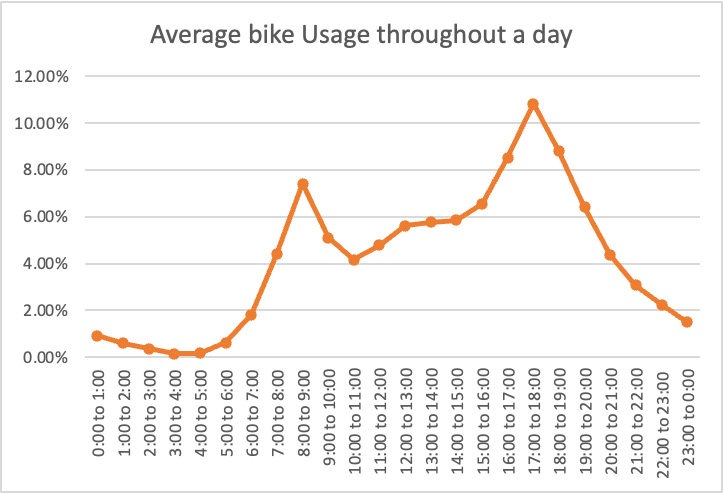 Average bike Usage throughout a day
12.00%
10.00%
8.00%
6.00%
4.00%
2.00%
0.00%
0:00 to 1:00
1:00 to 2:00
2:00 to 3:00
3:00 to 4:00
4:00 to 5:00
5:00 to 6:00
6:00 to 7:00
7:00 to 8:00
8:00 to 9:00
9:00 to 10:00
10:00 to 11:00
11:00 to 12:00
12:00 to 13:00
13:00 to 14:00
14:00 to 15:00
15:00 to 16:00
16:00 to 17:00
17:00 to 18:00
18:00 to 19:00
19:00 to 20:00
20:00 to 21:00
21:00 to 22:00
22:00 to 23:00
23:00 to 0:00